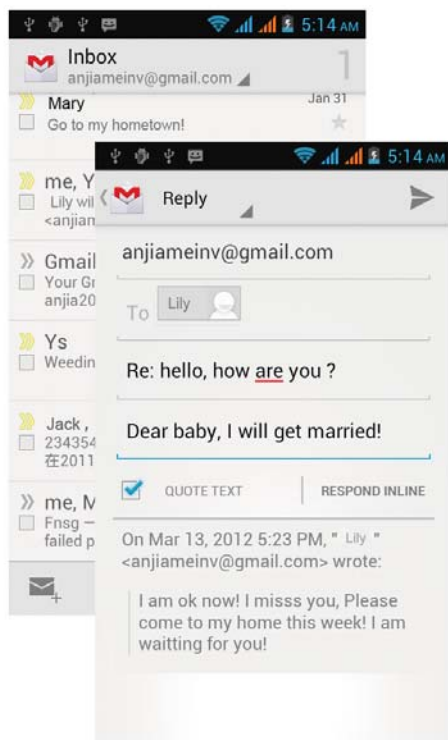 5:14 AM
Inbox
anjiameinv@gmail.com
1
Mary
Jan 31
Go to my hometown!
me, Y
Lily wil
<anjiam
Gmail
Your Gr
anjia20
Ys
Weedin
Jack ,
234354
在2011
me, M
Fnsg —
failed p
5:14 AM
Reply
anjiameinv@gmail.com
To Lily
Re: hello, how are you ?
Dear baby, I will get married!
QUOTE TEXT RESPOND INLINE
On Mar 13, 2012 5:23 PM, " Lily "
<anjiameinv@gmail.com> wrote:
I am ok now! I misss you, Please
come to my home this week! I am
waitting for you!